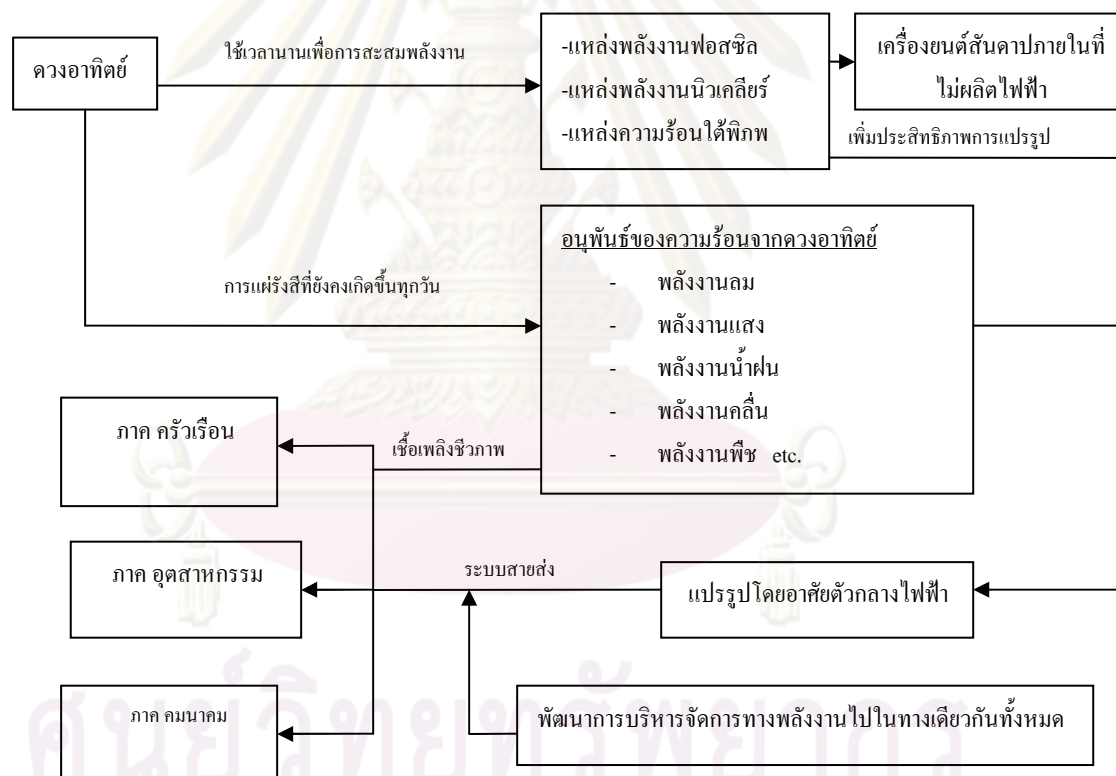 ดวงอาทิตย์
ใช้เวลานานเพื่อการสะสมพลังงาน
-แหล่งพลังงานฟอสซิล
-แหล่งพลังงานนิวเคลียร์
-แหล่งความร้อนใต้พิภพ
เครื่องยนต์สันดาปภายในที่
ไม่ผลิตไฟฟ้า
เพิ่มประสิทธิภาพการแปรรูป
การแผ่รังสีที่ยังคงเกิดขึ้นทุกวัน
อนุพันธ์ของความร้อนจากดวงอาทิตย์
- พลังงานลม
- พลังงานแสง
- พลังงานน้ำฝน
- พลังงานคลื่น
- พลังงานพืช etc.
ภาค ครัวเรือน
เชื้อเพลิงชีวภาพ
ภาค อุตสาหกรรม
ระบบสายส่ง
แปรรูปโดยอาศัยตัวกลางไฟฟ้า
ภาค คมนาคม
พัฒนาการบริหารจัดการทางพลังงานไปในทางเดียวกันทั้งหมด
ศูนย์วิทยทรัพยากร